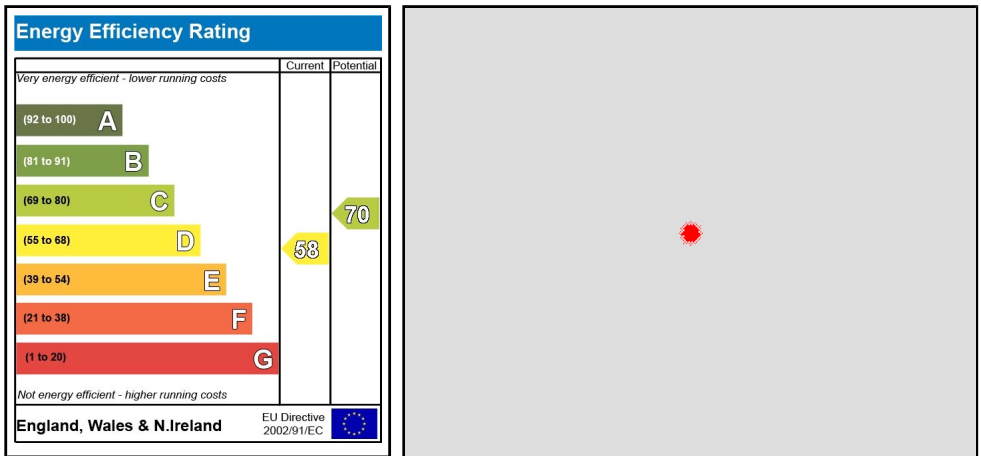 Energy Efficiency Rating
Current Potential
Very energy efficient - lower running costs
(92 to 100) A
(81 to 91) B
(69 to 80) C
70
(55 to 68) D
58
(39 to 54) E
(21 to 38) F
(1 to 20) G
Not energy efficient - higher running costs
England, Wales & N.Ireland
EU Directive
2002/91/EC